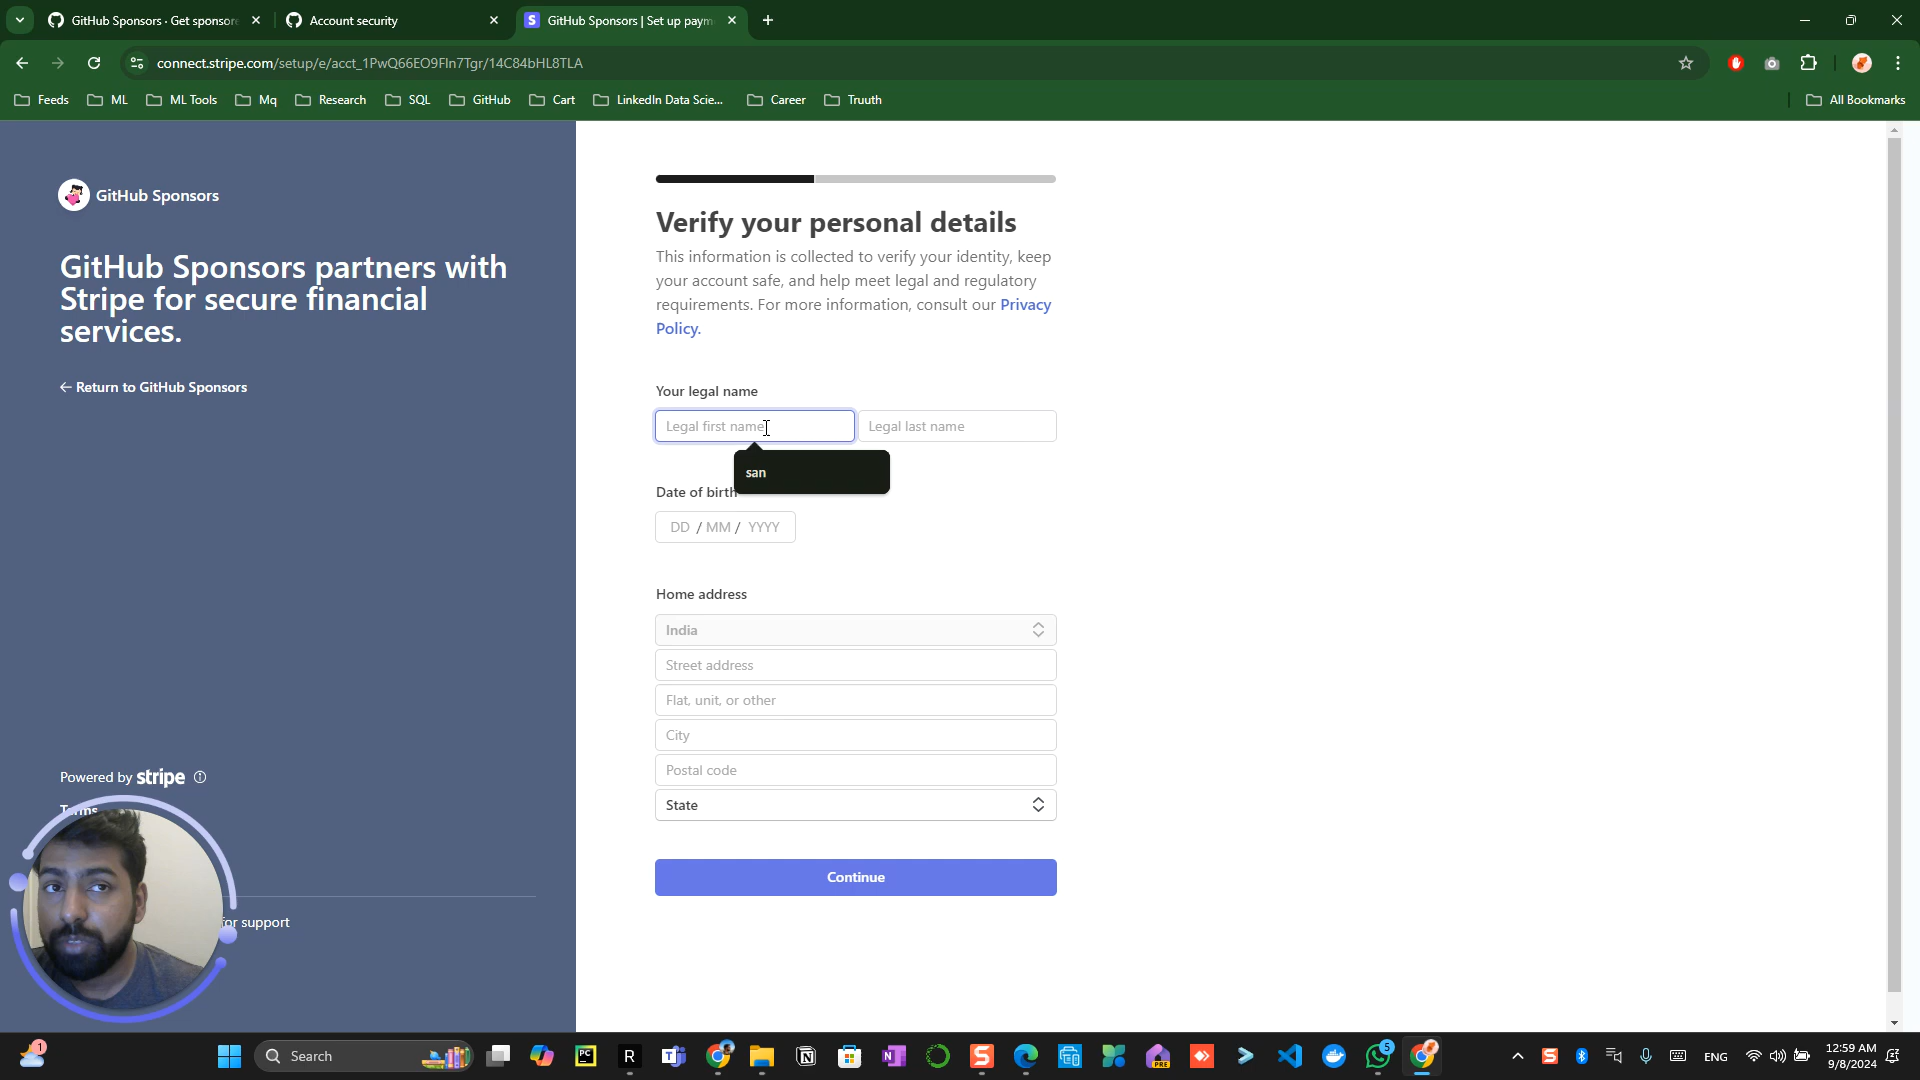 GitHub Sponsors · Get sponsore
Account security
GitHub Sponsors | Set up paym
connect.stripe.com/setup/e/acct_1PwQ66EO9FIn7Tgr/14C84bHL8TLA
Feeds
ML
ML Tools
Mq
Research
SQL
GitHub
Cart
LinkedIn Data Scie...
Career
Truuth
All Bookmarks
GitHub Sponsors
GitHub Sponsors partners with
Stripe for secure financial
services.
← Return to GitHub Sponsors
Powered by stripe
Terms
for support
Verify your personal details
This information is collected to verify your identity, keep
your account safe, and help meet legal and regulatory
requirements. For more information, consult our Privacy
Policy.
Your legal name
Legal first name
Legal last name
san
Date of birth
DD / MM / YYYY
Home address
India
Street address
Flat, unit, or other
City
Postal code
State
Continue
1
Search
PC
R
PRE
5
ENG
12:59 AM
9/8/2024